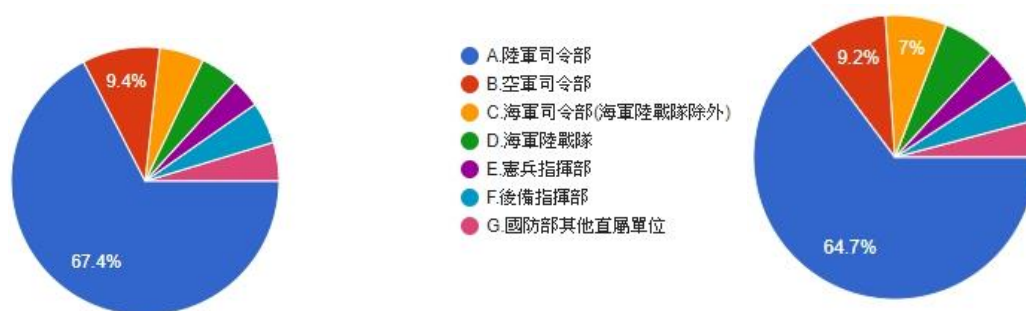 9.4%
67.4%
A.陸軍司令部
B.空軍司令部
C.海軍司令部(海軍陸戰隊除外)
D.海軍陸戰隊
E.憲兵指揮部
F.後備指揮部
G.國防部其他直屬單位
9.2%
7%
64.7%